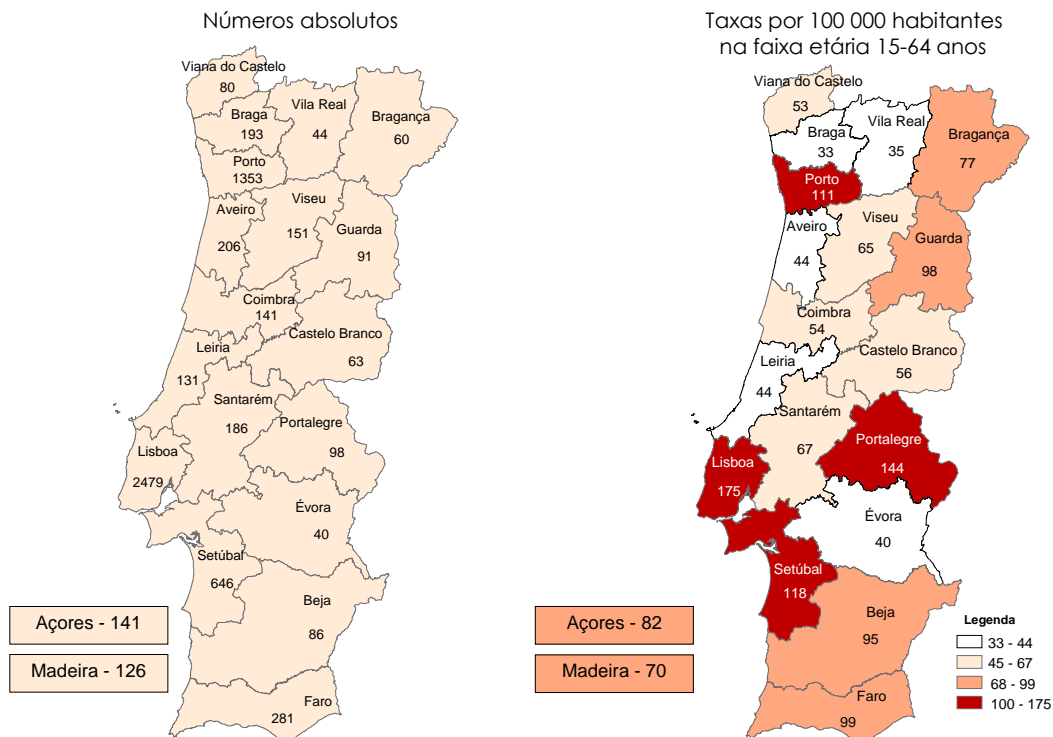 Números absolutos
Viana do Castelo
80
Braga
193
Vila Real
44
Bragança
60
Porto
1353
Aveiro
206
Viseu
151
Guarda
91
Coimbra
141
Castelo Branco
63
Leiria
131
Santarém
186
Portalegre
98
Lisboa
2479
Évora
40
Setúbal
646
Beja
86
Faro
281
Açores - 141
Madeira - 126
Taxas por 100 000 habitantes
na faixa etária 15-64 anos
Viana do Castelo
53
Braga
33
Vila Real
35
Bragança
77
Porto
111
Aveiro
44
Viseu
65
Guarda
98
Coimbra
54
Castelo Branco
56
Leiria
44
Santarém
67
Portalegre
144
Lisboa
175
Évora
40
Setúbal
118
Beja
95
Faro
99
Açores - 82
Madeira - 70
Legenda
33 - 44
45 - 67
68 - 99
100 - 175